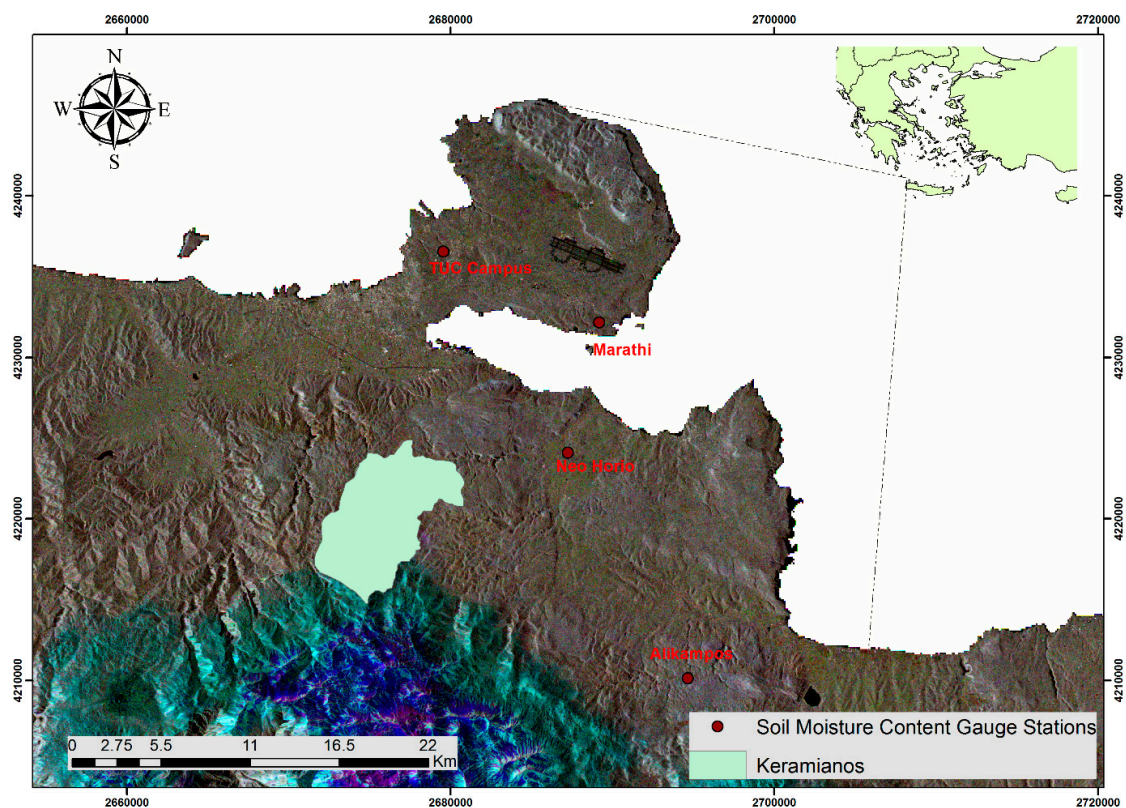 2660000 2680000 2700000 2720000
N
W E
S
4240000 4240000
TUC Campus
Marathi
4230000 4230000
Neo Horio
4220000 4220000
Alikampos
4210000 4210000
Soil Moisture Content Gauge Stations
0 2.75 5.5 11 16.5 22
Km
Keramianos
2660000 2680000 2700000 2720000